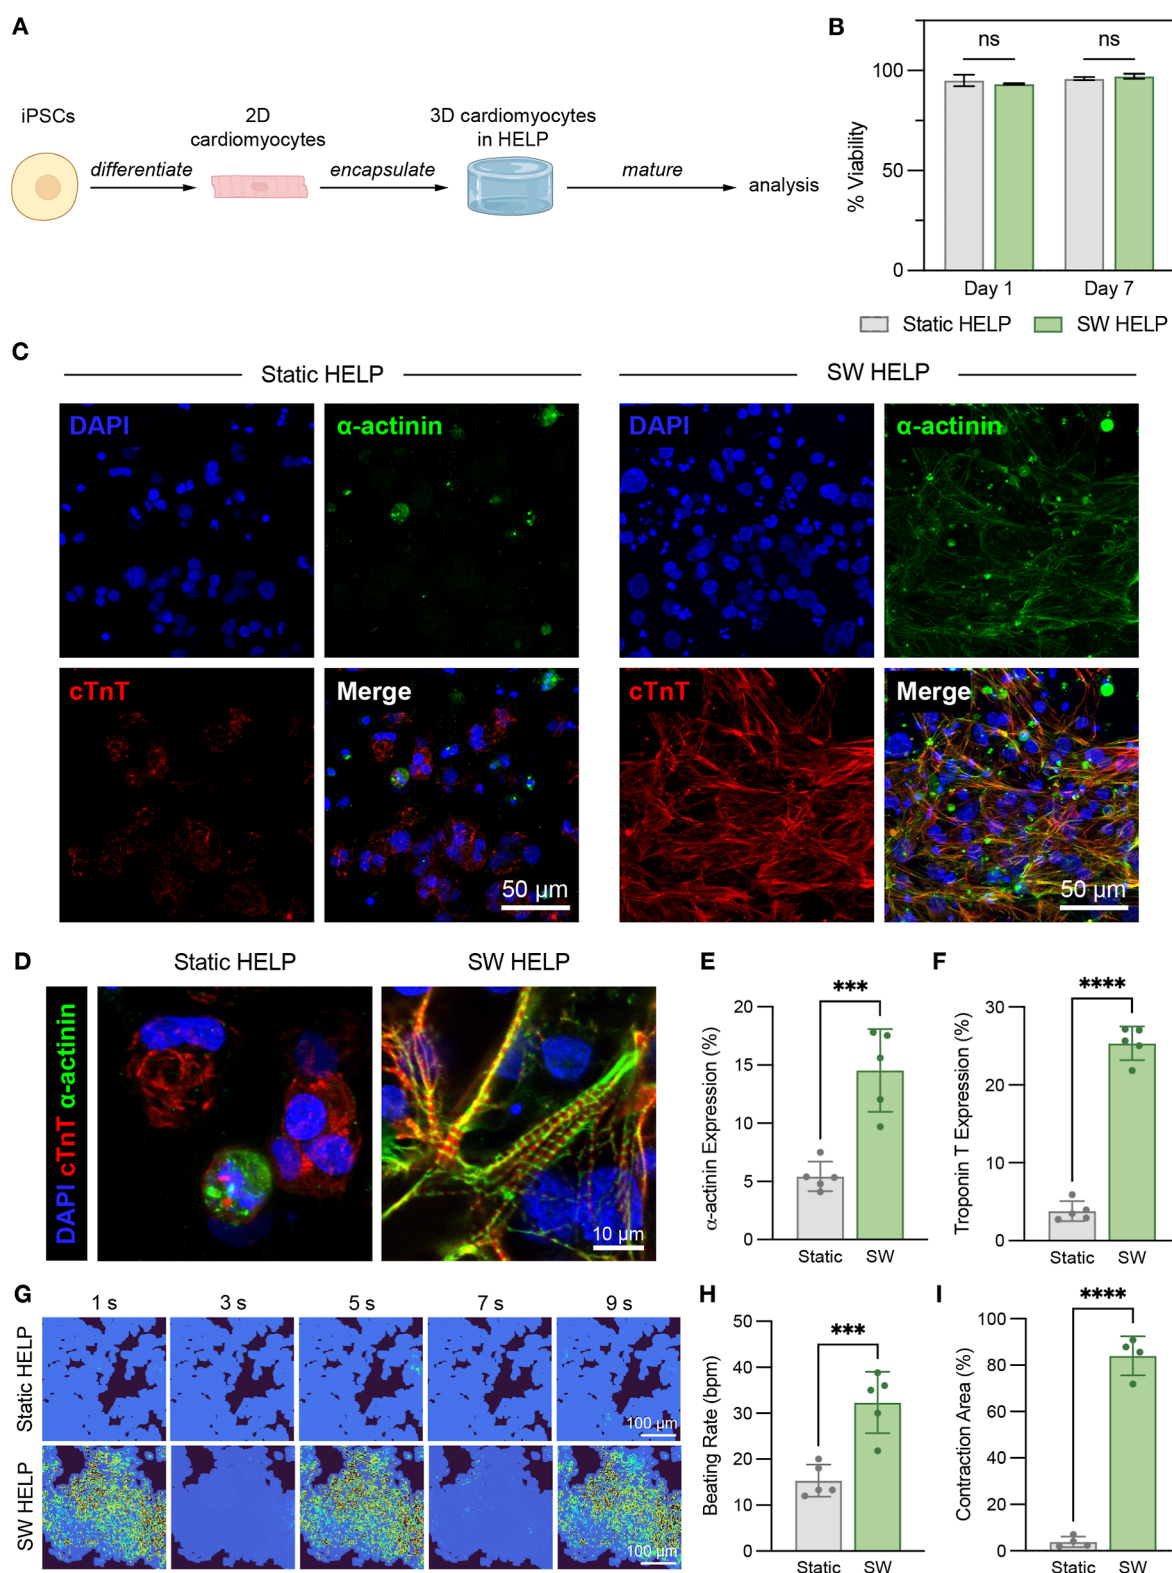 A
iPSCs
differentiate
2D
cardiomyocytes
encapsulate
3D cardiomyocytes
in HELP
mature
analysis
B
% Viability
100
50
0
ns
ns
Day 1
Day 7
Static HELP
SW HELP
C
Static HELP
SW HELP
DAPI
α-actinin
DAPI
α-actinin
cTnT
Merge
50 µm
cTnT
Merge
50 µm
D
Static HELP
SW HELP
DAPI cTnT α-actinin
10 µm
E
α-actinin Expression (%)
20
15
10
5
0
***
Static
SW
F
Troponin T Expression (%)
30
20
10
0
****
Static
SW
G
1 s
3 s
5 s
7 s
9 s
Static HELP
100 µm
SW HELP
100 µm
H
Beating Rate (bpm)
50
40
30
20
10
0
***
Static
SW
I
Contraction Area (%)
100
80
60
40
20
0
****
Static
SW